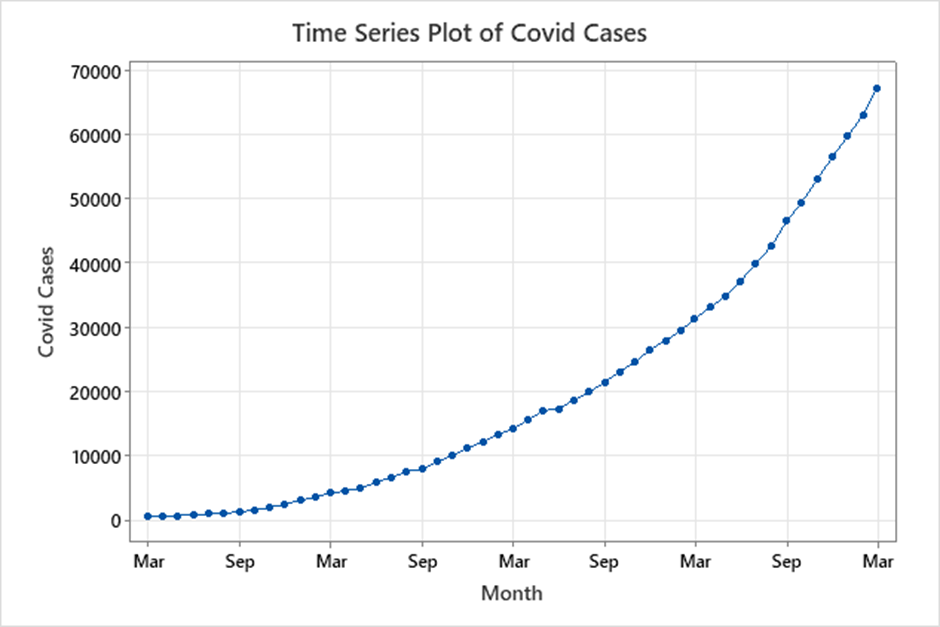 Time Series Plot of Covid Cases
70000
60000
50000
40000
30000
20000
10000
0
Covid Cases
Mar Sep Mar Sep Mar Sep Mar Sep Mar
Month